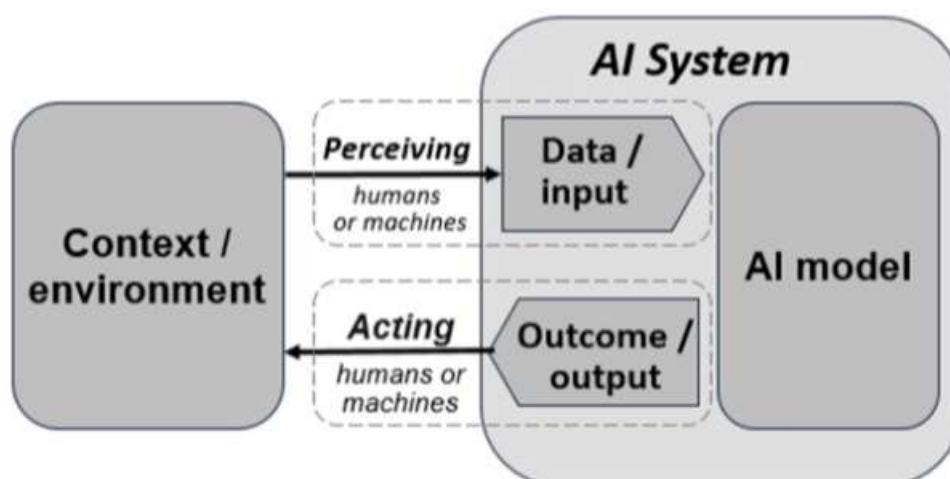 AI System
Perceiving
humans
or machines
Data /
input
Context /
environment
AI model
Acting
humans or
machines
Outcome /
output